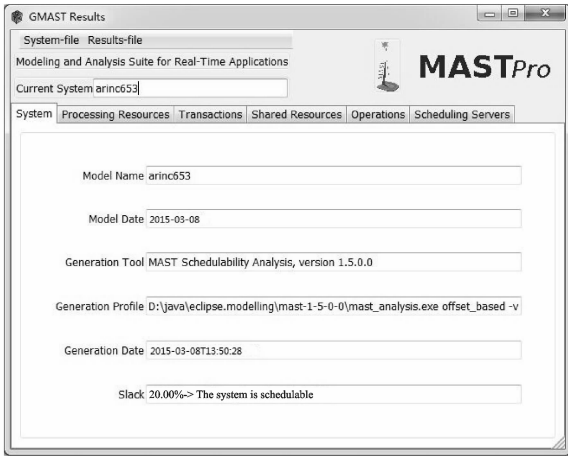 GMAST Results
System-file Results-file
Modeling and Analysis Suite for Real-Time Applications
MASTPro
Current System arinc653
System Processing Resources Transactions Shared Resources Operations Scheduling Servers
Model Name arinc653
Model Date 2015-03-08
Generation Tool MAST Schedulability Analysis, version 1.5.0.0
Generation Profile D:\java\eclipse.modelling\mast-1-5-0-0\mast_analysis.exe offset_based -v
Generation Date 2015-03-08T13:50:28
Slack 20.00%-> The system is schedulable